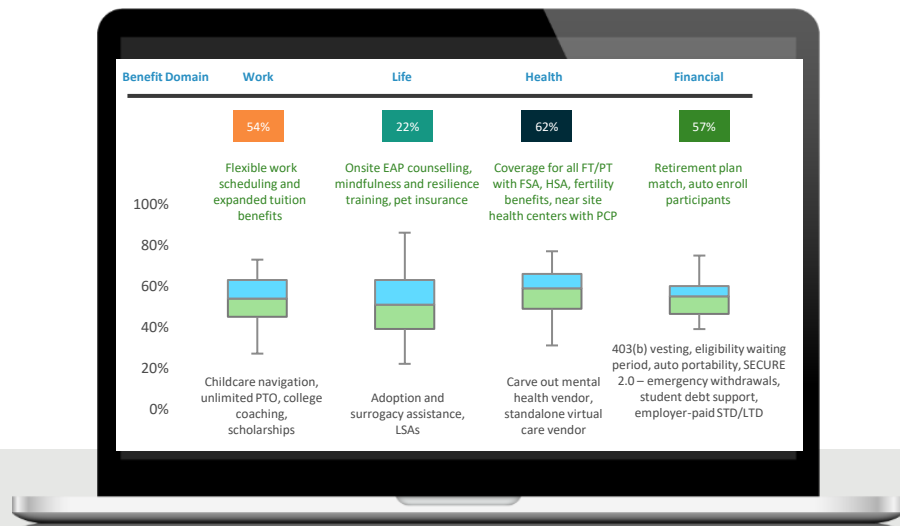 Benefit Domain
Work
Life
Health
Financial
54%
22%
62%
57%
Flexible work
scheduling and
expanded tuition
benefits
Onsite EAP counselling,
mindfulness and resilience
training, pet insurance
Coverage for all FT/PT
with FSA, HSA, fertility
benefits, near site
health centers with PCP
Retirement plan
match, auto enroll
participants
100%
80%
60%
40%
20%
0%
Childcare navigation,
unlimited PTO, college
coaching,
scholarships
Adoption and
surrogacy assistance,
LSAs
Carve out mental
health vendor,
standalone virtual
care vendor
403(b) vesting, eligibility waiting
period, auto portability, SECURE
2.0 – emergency withdrawals,
student debt support,
employer-paid STD/LTD